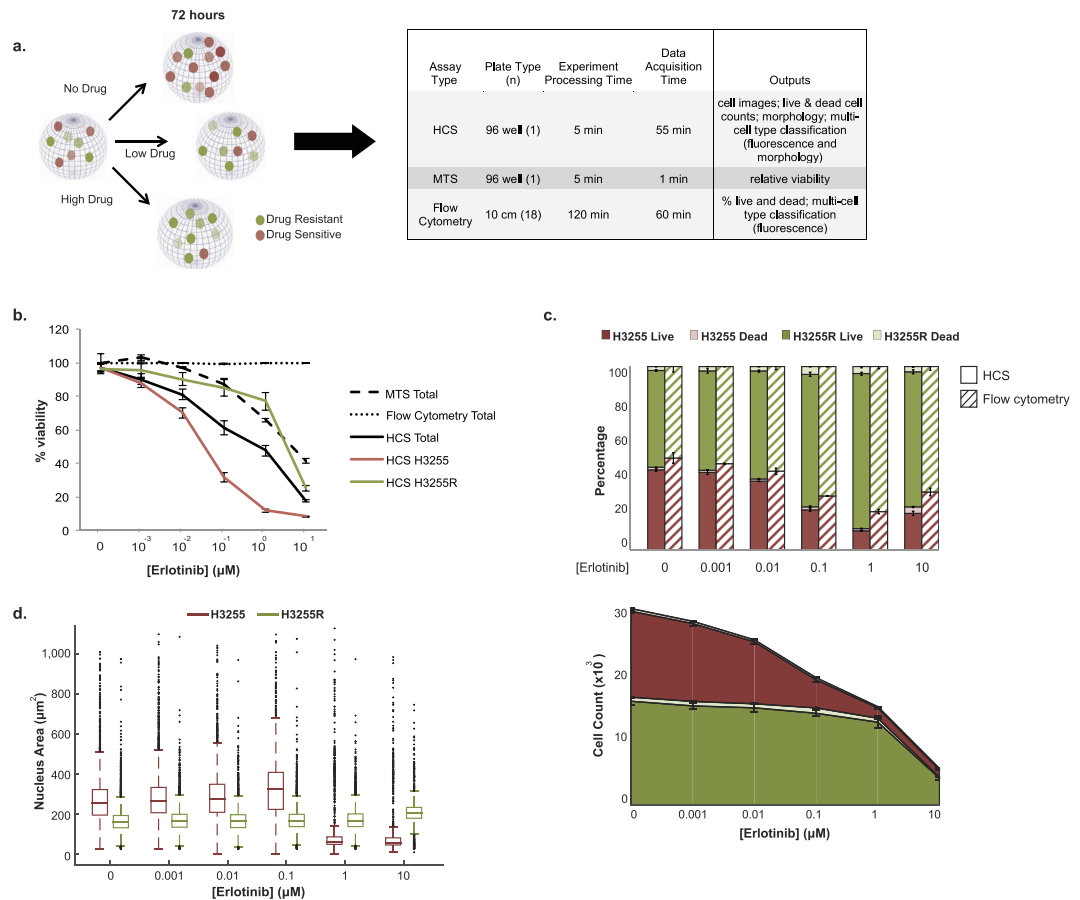 72 hours
a.
No Drug
Low Drug
High Drug
Drug Resistant
Drug Sensitive
Assay Type | Plate Type (n) | Experiment Processing Time | Data Acquisition Time | Outputs
HCS | 96 well (1) | 5 min | 55 min | cell images; live & dead cell counts; morphology; multi-cell type classification (fluorescence and morphology)
MTS | 96 well (1) | 5 min | 1 min | relative viability
Flow Cytometry | 10 cm (18) | 120 min | 60 min | % live and dead; multi-cell type classification (fluorescence)
b.
120
100
80
60
40
20
0
% viability
0 10⁻³ 10⁻² 10⁻¹ 10⁰ 10¹
[Erlotinib] (µM)
MTS Total
Flow Cytometry Total
HCS Total
HCS H3255
HCS H3255R
c.
H3255 Live H3255 Dead H3255R Live H3255R Dead
HCS
Flow cytometry
100
80
60
40
20
0
Percentage
[Erlotinib] 0 0.001 0.01 0.1 1 10
30
20
10
0
Cell Count (x10³)
0.001 0.01 0.1 1 10
[Erlotinib] (µM)
d.
H3255 H3255R
1,000
800
600
400
200
0
Nucleus Area (µm²)
0 0.001 0.01 0.1 1 10
[Erlotinib] (µM)